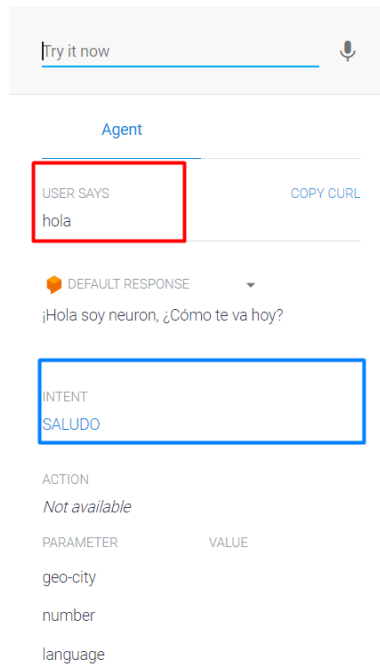 Try it now
Agent
USER SAYS COPY CURL
hola
DEFAULT RESPONSE
¡Hola soy neuron, ¿Cómo te va hoy?
INTENT
SALUDO
ACTION
Not available
PARAMETER VALUE
geo-city
number
language